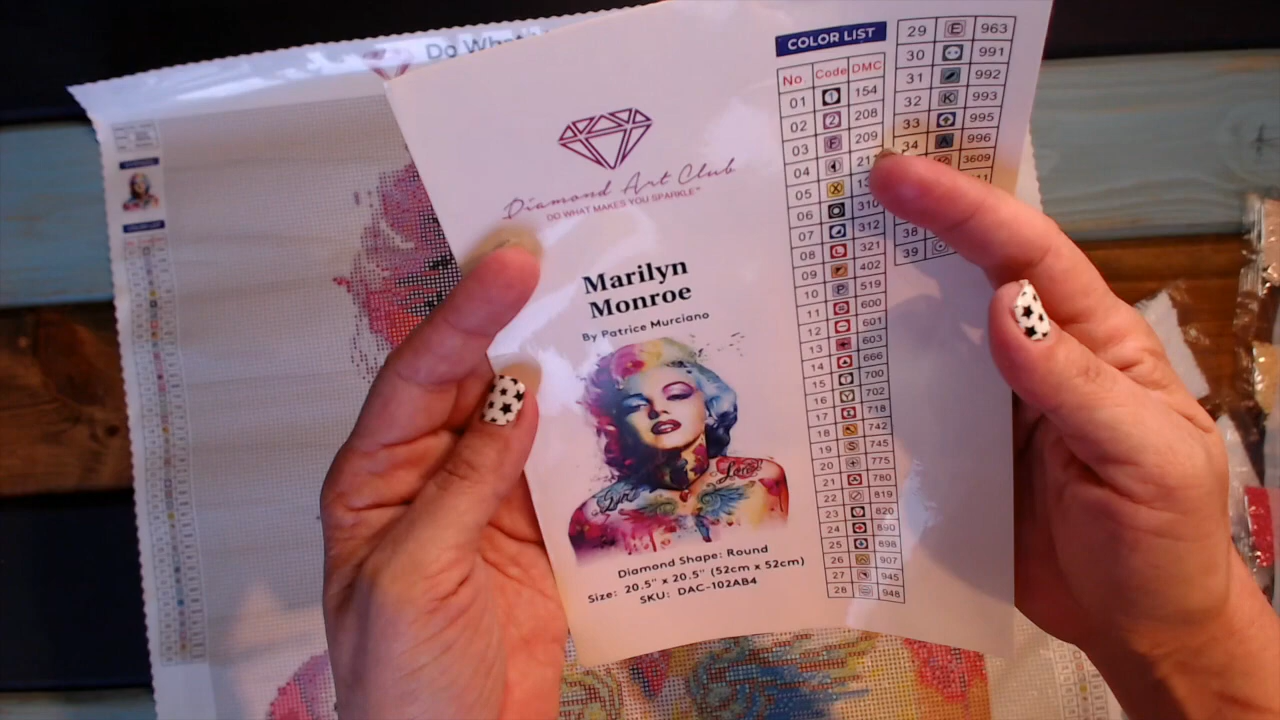 Do What
Diamond Art Club
DO WHAT MAKES YOU SPARKLE™
Marilyn
Monroe
By Patrice Murciano
Diamond Shape: Round
Size: 20.5" x 20.5" (52cm x 52cm)
SKU: DAC-102AB4
COLOR LIST
No. Code DMC
01 1 154
02 2 208
03 F 209
04
05 X
06 310
07 312
08 L 321
09 402
10 P 519
11 600
12 601
13 603
14 666
15 700
16 Y 702
17 718
18 742
19 S 745
20 775
21 780
22 819
23 820
24 890
25 898
26 907
27 945
28 948
29 E 963
30 991
31 992
32 K 993
33 995
34 996
3609
38
39